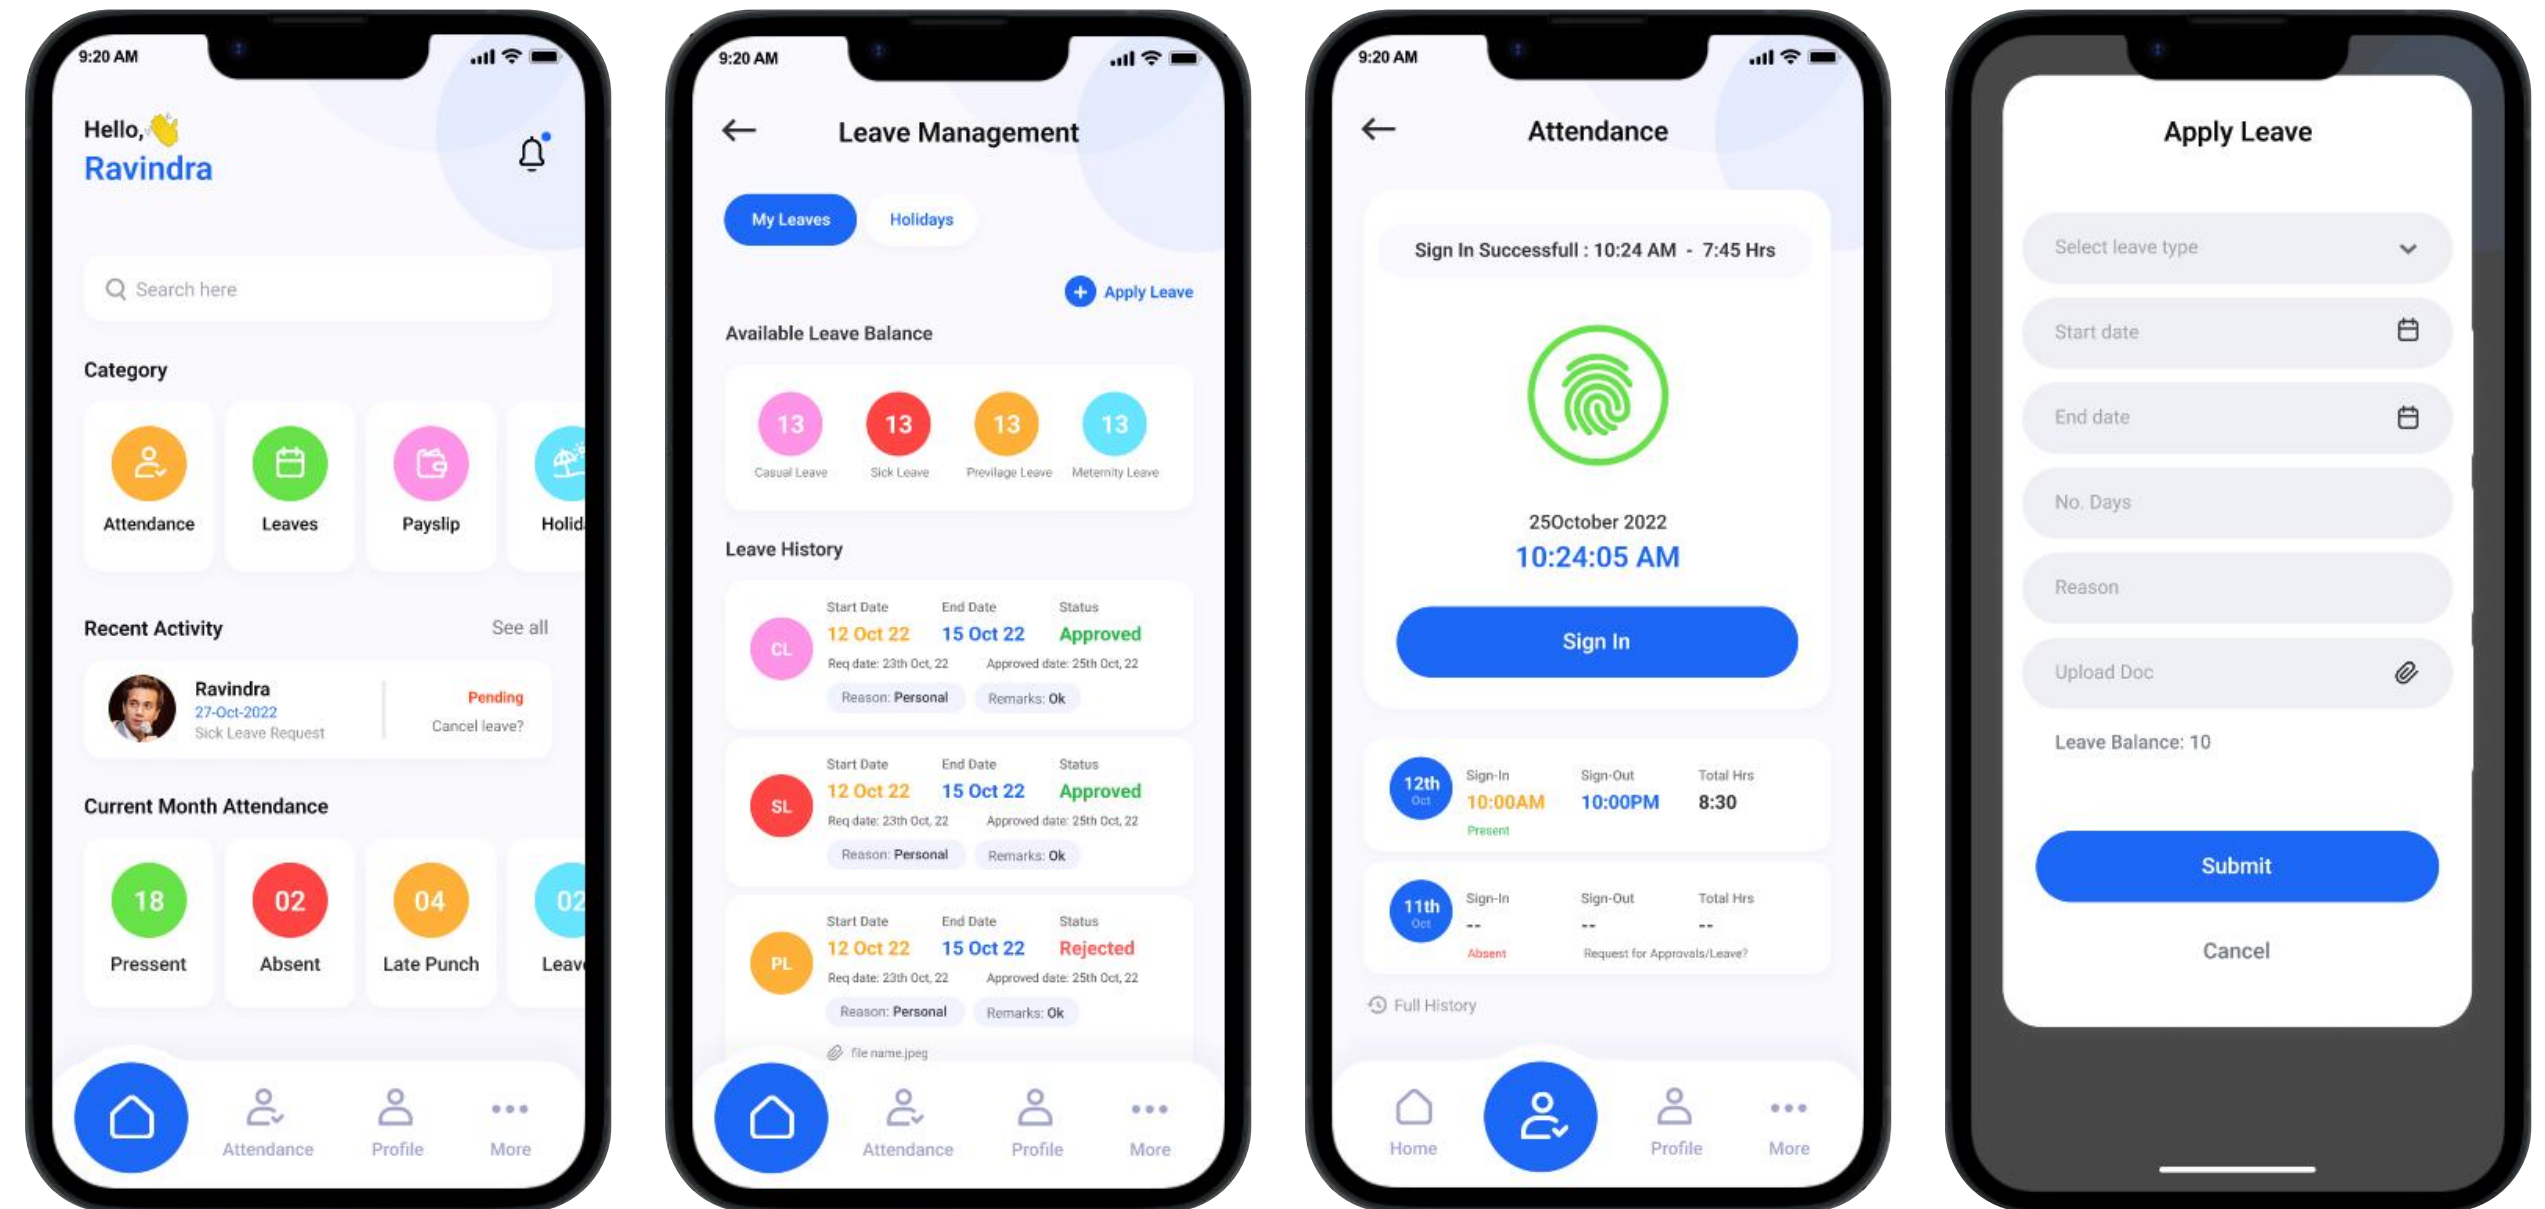 9:20 AM
Hello,
Ravindra
Search here
Category
Attendance Leaves Payslip Holid
Recent Activity See all
Ravindra
27-Oct-2022
Sick Leave Request
Pending
Cancel leave?
Current Month Attendance
18 02 04 02
Pressent Absent Late Punch Leav
Attendance Profile More
9:20 AM
Leave Management
My Leaves Holidays
+ Apply Leave
Available Leave Balance
13 13 13 13
Casual Leave Sick Leave Previlage Leave Meternity Leave
Leave History
CL
Start Date End Date Status
12 Oct 22 15 Oct 22 Approved
Req date: 23th Oct, 22 Approved date: 25th Oct, 22
Reason: Personal Remarks: Ok
SL
Start Date End Date Status
12 Oct 22 15 Oct 22 Approved
Req date: 23th Oct, 22 Approved date: 25th Oct, 22
Reason: Personal Remarks: Ok
PL
Start Date End Date Status
12 Oct 22 15 Oct 22 Rejected
Req date: 23th Oct, 22 Approved date: 25th Oct, 22
Reason: Personal Remarks: Ok
file name.jpeg
Attendance Profile More
9:20 AM
Attendance
Sign In Successfull : 10:24 AM - 7:45 Hrs
25October 2022
10:24:05 AM
Sign In
12th
Oct
Sign-In Sign-Out Total Hrs
10:00AM 10:00PM 8:30
Present
11th
Oct
Sign-In Sign-Out Total Hrs
-- -- --
Absent Request for Approvals/Leave?
Full History
Home Profile More
Apply Leave
Select leave type
Start date
End date
No. Days
Reason
Upload Doc
Leave Balance: 10
Submit
Cancel